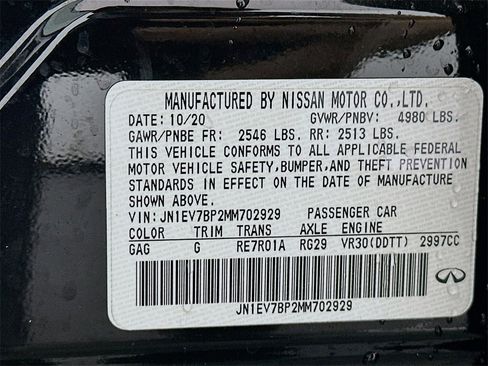 MANUFACTURED BY NISSAN MOTOR CO.,LTD.
DATE: 10/20 GVWR/PNBV: 4980 LBS.
GAWR/PNBE FR: 2546 LBS. RR: 2513 LBS.
THIS VEHICLE CONFORMS TO ALL APPLICABLE FEDERAL
MOTOR VEHICLE SAFETY, BUMPER, AND THEFT PREVENTION
STANDARDS IN EFFECT ON THE DATE OF MANUFACTURE
SHOWN ABOVE.
VIN: JN1EV7BP2MM702929 PASSENGER CAR
COLOR TRIM TRANS AXLE ENGINE
GAG G RE7R01A RG29 VR30(DDTT) 2997CC
JN1EV7BP2MM702929